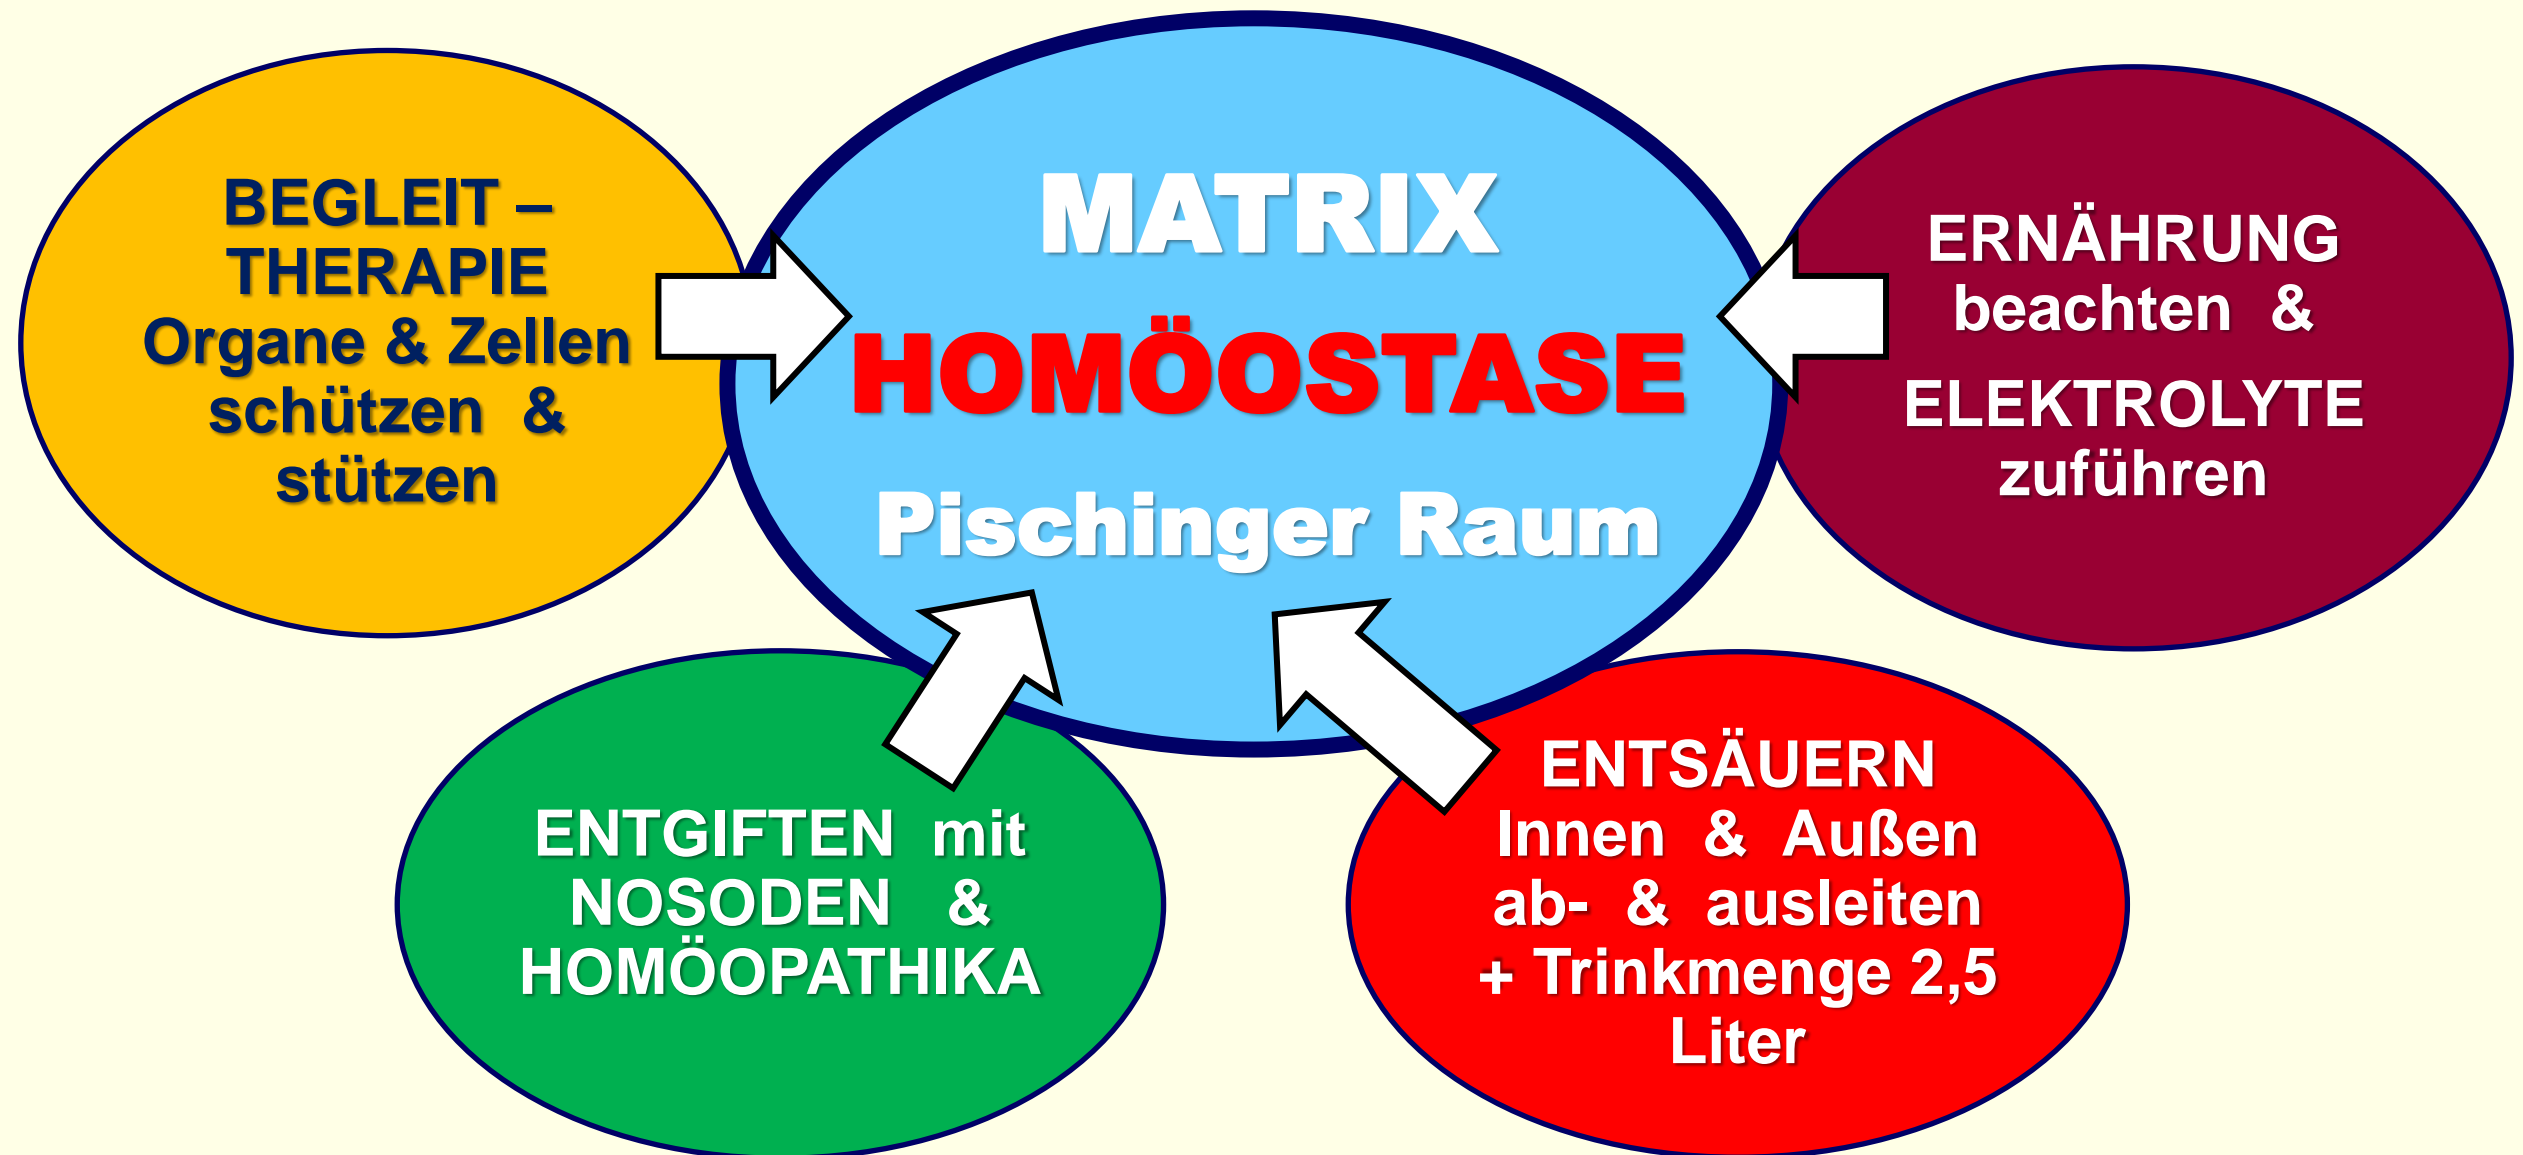 BEGLEIT –
THERAPIE
Organe & Zellen
schützen &
stützen
MATRIX
HOMÖOSTASE
Pischinger Raum
ERNÄHRUNG
beachten &
ELEKTROLYTE
zuführen
ENTGIFTEN mit
NOSODEN &
HOMÖOPATHIKA
ENTSÄUERN
Innen & Außen
ab- & ausleiten
+ Trinkmenge 2,5
Liter